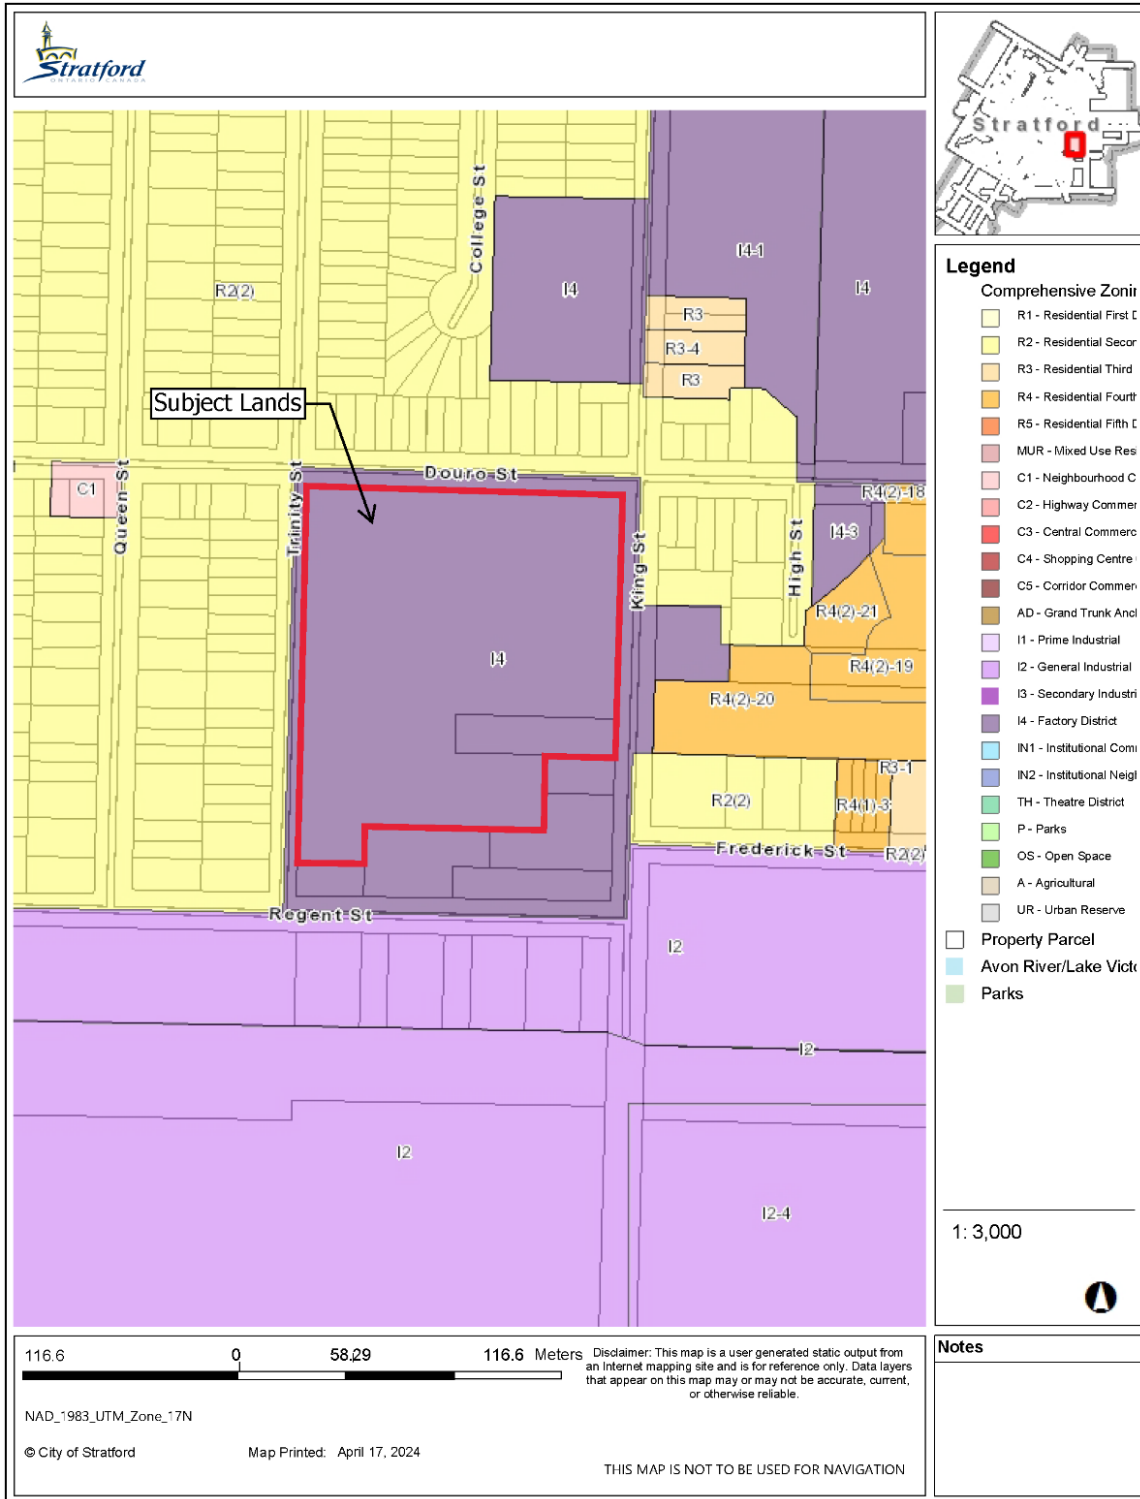 Stratford
ONTARIO CANADA
Stratford
College St
I4-1
I4
I4
R2(2)
R3
R3-4
R3
Subject Lands
Douro St
C1
Queen St
Trinity St
King St
High St
R4(2)-18
I4-3
R4(2)-21
I4
R4(2)-19
R4(2)-20
R3-1
R2(2)
R4(1)-3
Frederick St
R2(2)
Regent St
I2
I2
I2
I2-4
Legend
Comprehensive Zonin
R1 - Residential First D
R2 - Residential Secon
R3 - Residential Third
R4 - Residential Fourth
R5 - Residential Fifth D
MUR - Mixed Use Resi
C1 - Neighbourhood C
C2 - Highway Commer
C3 - Central Commerc
C4 - Shopping Centre
C5 - Corridor Commer
AD - Grand Trunk Anc
I1 - Prime Industrial
I2 - General Industrial
I3 - Secondary Industri
I4 - Factory District
IN1 - Institutional Com
IN2 - Institutional Neigl
TH - Theatre District
P - Parks
OS - Open Space
A - Agricultural
UR - Urban Reserve
Property Parcel
Avon River/Lake Victo
Parks
1: 3,000
116.6 0 58.29 116.6 Meters
Disclaimer: This map is a user generated static output from
an Internet mapping site and is for reference only. Data layers
that appear on this map may or may not be accurate, current,
or otherwise reliable.
NAD_1983_UTM_Zone_17N
© City of Stratford Map Printed: April 17, 2024
THIS MAP IS NOT TO BE USED FOR NAVIGATION
Notes